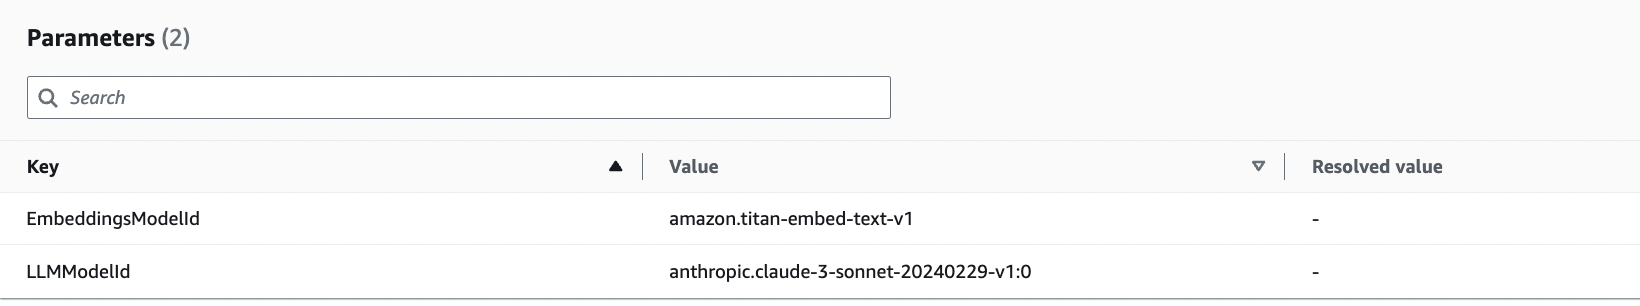 Parameters (2)
Search
Key Value Resolved value
EmbeddingsModelId amazon.titan-embed-text-v1 -
LLMModelId anthropic.claude-3-sonnet-20240229-v1:0 -